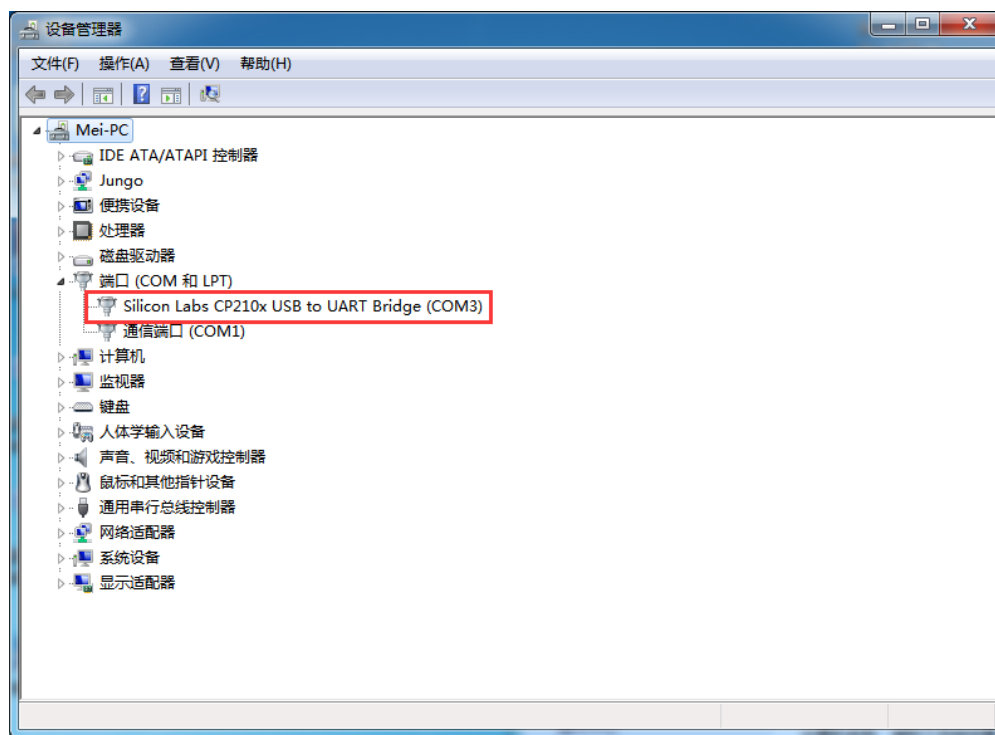 设备管理器
文件(F) 操作(A) 查看(V) 帮助(H)
Mei-PC
IDE ATA/ATAPI 控制器
Jungo
便携设备
处理器
磁盘驱动器
端口 (COM 和 LPT)
Silicon Labs CP210x USB to UART Bridge (COM3)
通信端口 (COM1)
计算机
监视器
键盘
人体学输入设备
声音、视频和游戏控制器
鼠标和其他指针设备
通用串行总线控制器
网络适配器
系统设备
显示适配器